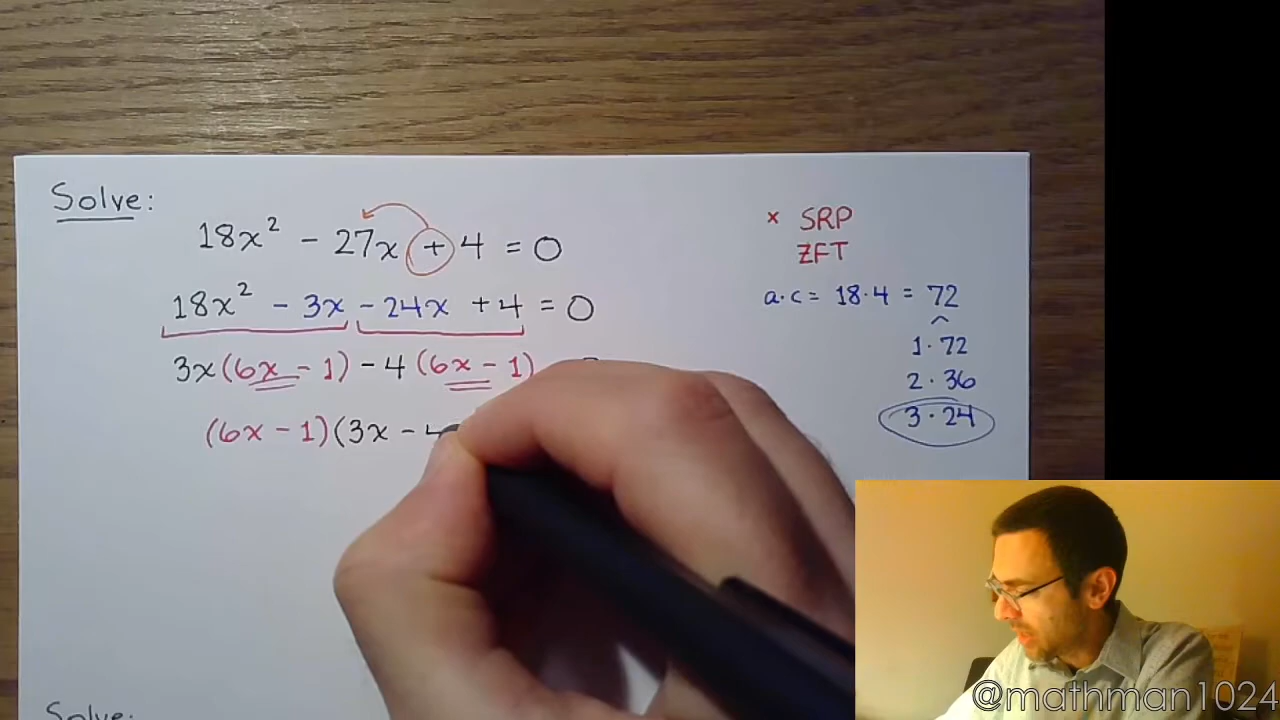 Solve:
18x² - 27x + 4 = 0
18x² - 3x - 24x + 4 = 0
3x(6x - 1) - 4(6x - 1)
(6x - 1)(3x - 4
× SRP
ZFT
a·c = 18·4 = 72
1·72
2·36
3·24
Solve:
@mathman1024